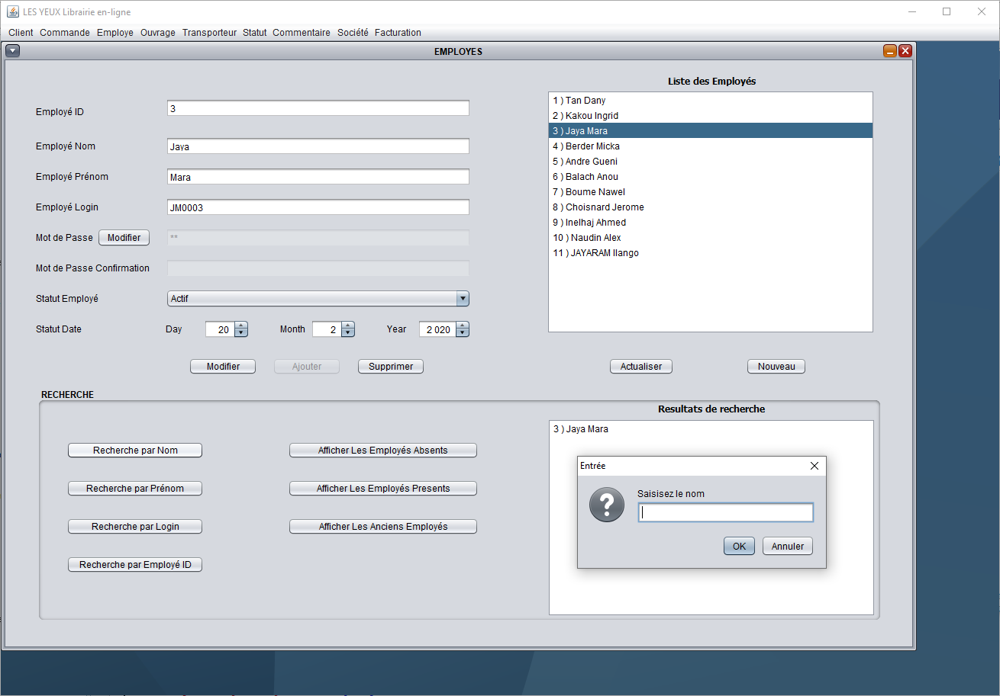 LES YEUX Librairie en-ligne
Client Commande Employe Ouvrage Transporteur Statut Commentaire Société Facturation
EMPLOYES
Employé ID
3
Employé Nom
Jaya
Employé Prénom
Mara
Employé Login
JM0003
Mot de Passe Modifier **
Mot de Passe Confirmation
Statut Employé
Actif
Statut Date Day 20 Month 2 Year 2 020
Modifier Ajouter Supprimer
Liste des Employés
1 ) Tan Dany
2 ) Kakou Ingrid
3 ) Jaya Mara
4 ) Berder Micka
5 ) Andre Gueni
6 ) Balach Anou
7 ) Boume Nawel
8 ) Choisnard Jerome
9 ) Inelhaj Ahmed
10 ) Naudin Alex
11 ) JAYARAM Ilango
Actualiser Nouveau
RECHERCHE
Recherche par Nom
Afficher Les Employés Absents
Recherche par Prénom
Afficher Les Employés Presents
Recherche par Login
Afficher Les Anciens Employés
Recherche par Employé ID
Resultats de recherche
3 ) Jaya Mara
Entrée
?
Saisisez le nom
OK Annuler